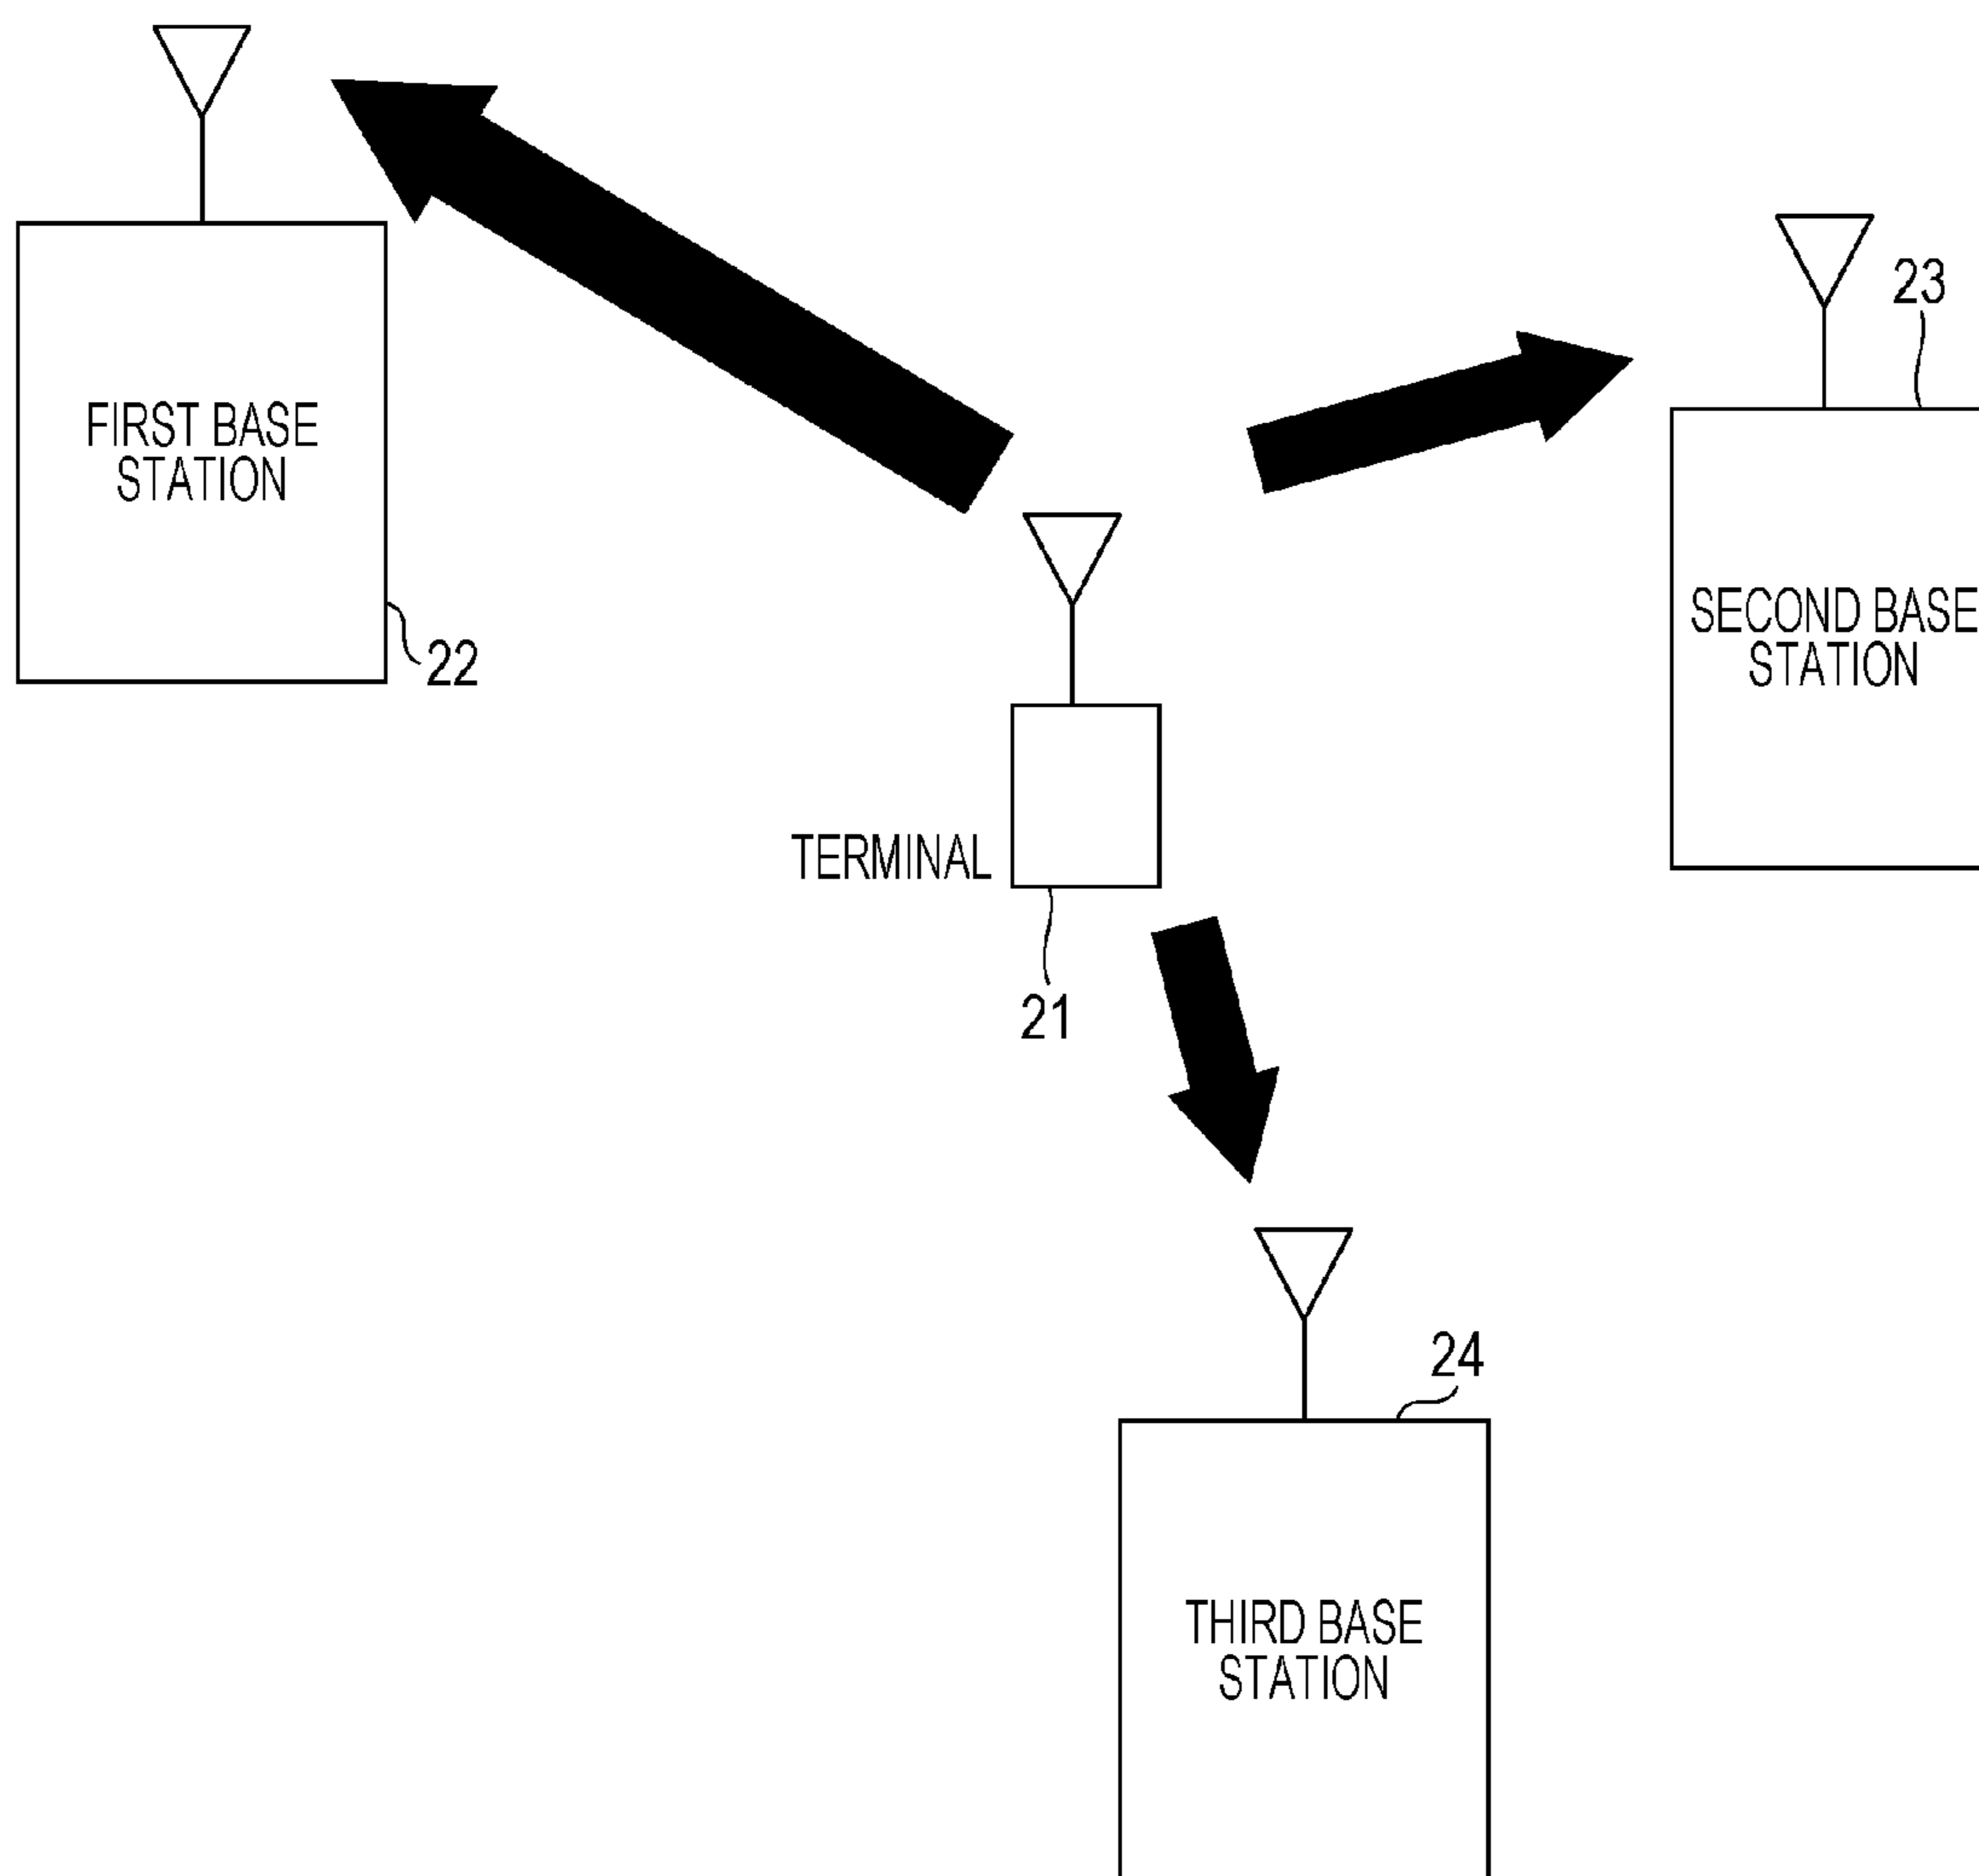 23
FIRST BASE
STATION
22
SECOND BASE
STATION
TERMINAL
21
24
THIRD BASE
STATION